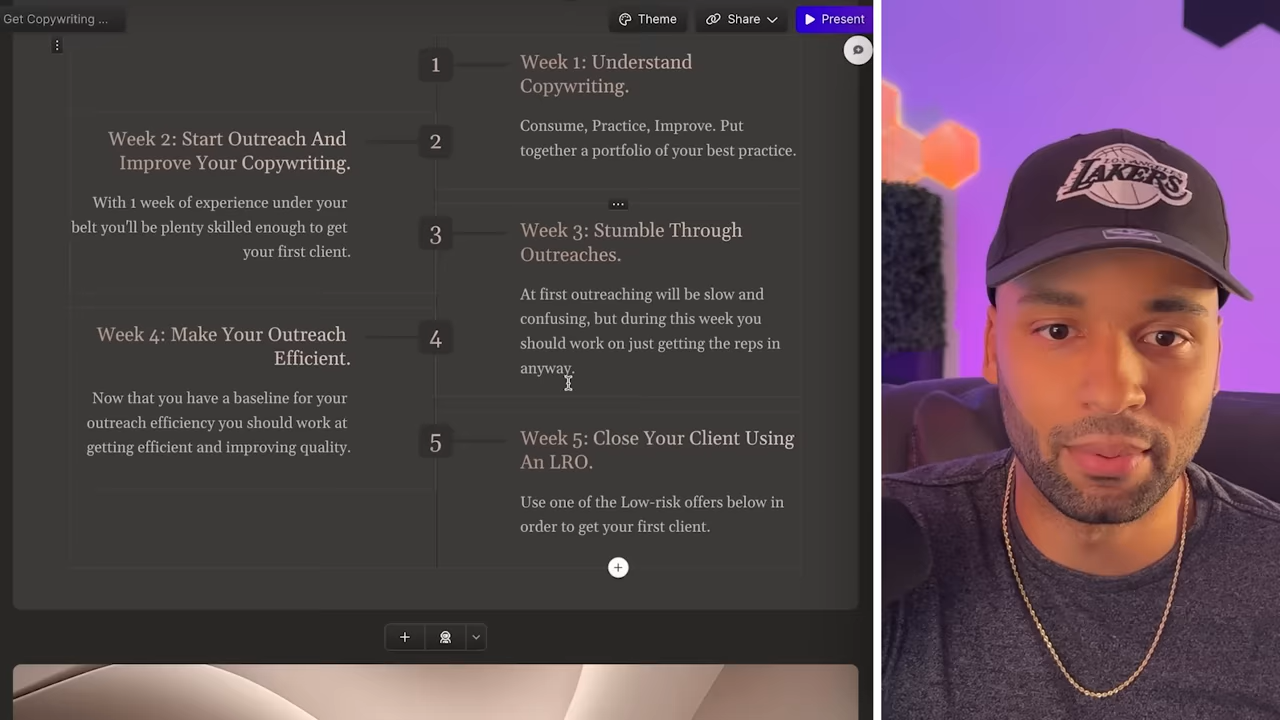 Get Copywriting ...
Theme
Share
Present
1
Week 1: Understand
Copywriting.
Consume, Practice, Improve. Put
together a portfolio of your best practice.
2
Week 2: Start Outreach And
Improve Your Copywriting.
With 1 week of experience under your
belt you'll be plenty skilled enough to get
your first client.
3
Week 3: Stumble Through
Outreaches.
At first outreaching will be slow and
confusing, but during this week you
should work on just getting the reps in
anyway.
4
Week 4: Make Your Outreach
Efficient.
Now that you have a baseline for your
outreach efficiency you should work at
getting efficient and improving quality.
5
Week 5: Close Your Client Using
An LRO.
Use one of the Low-risk offers below in
order to get your first client.
LOS ANGELES
LAKERS